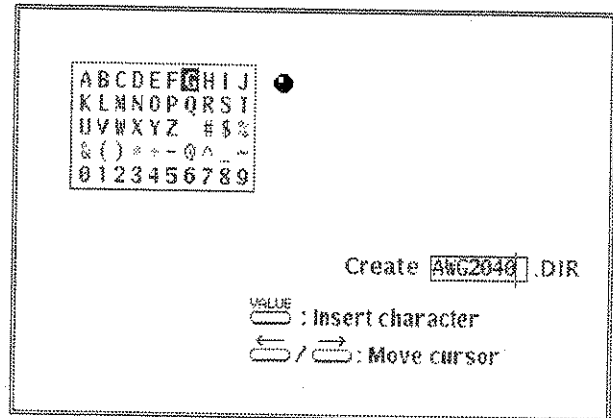 ABCDEFGHIJ
KLMNOPQRST
UVWXYZ #$%
&()*+-@^_~
0123456789
Create AWG2040 .DIR
VALUE : Insert character
← / → : Move cursor